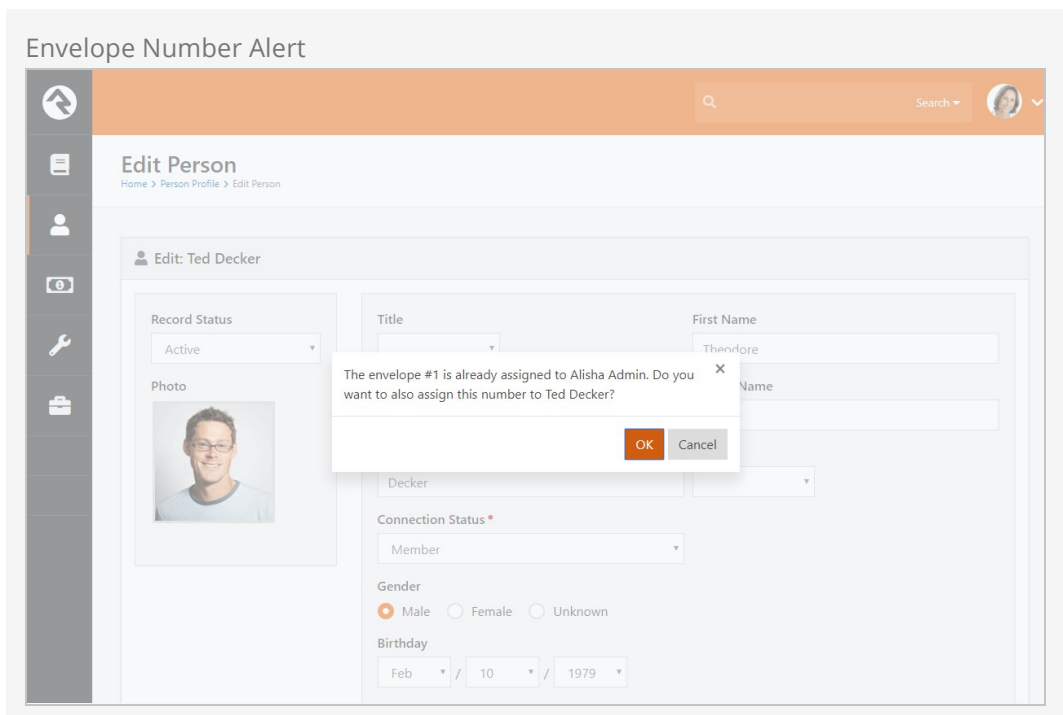 Envelope Number Alert
Search
Edit Person
Home > Person Profile > Edit Person
Edit: Ted Decker
Record Status
Active
Photo
Title
First Name
Theodore
The envelope #1 is already assigned to Alisha Admin. Do you
want to also assign this number to Ted Decker?
OK
Cancel
Name
Decker
Connection Status *
Member
Gender
Male
Female
Unknown
Birthday
Feb / 10 / 1979